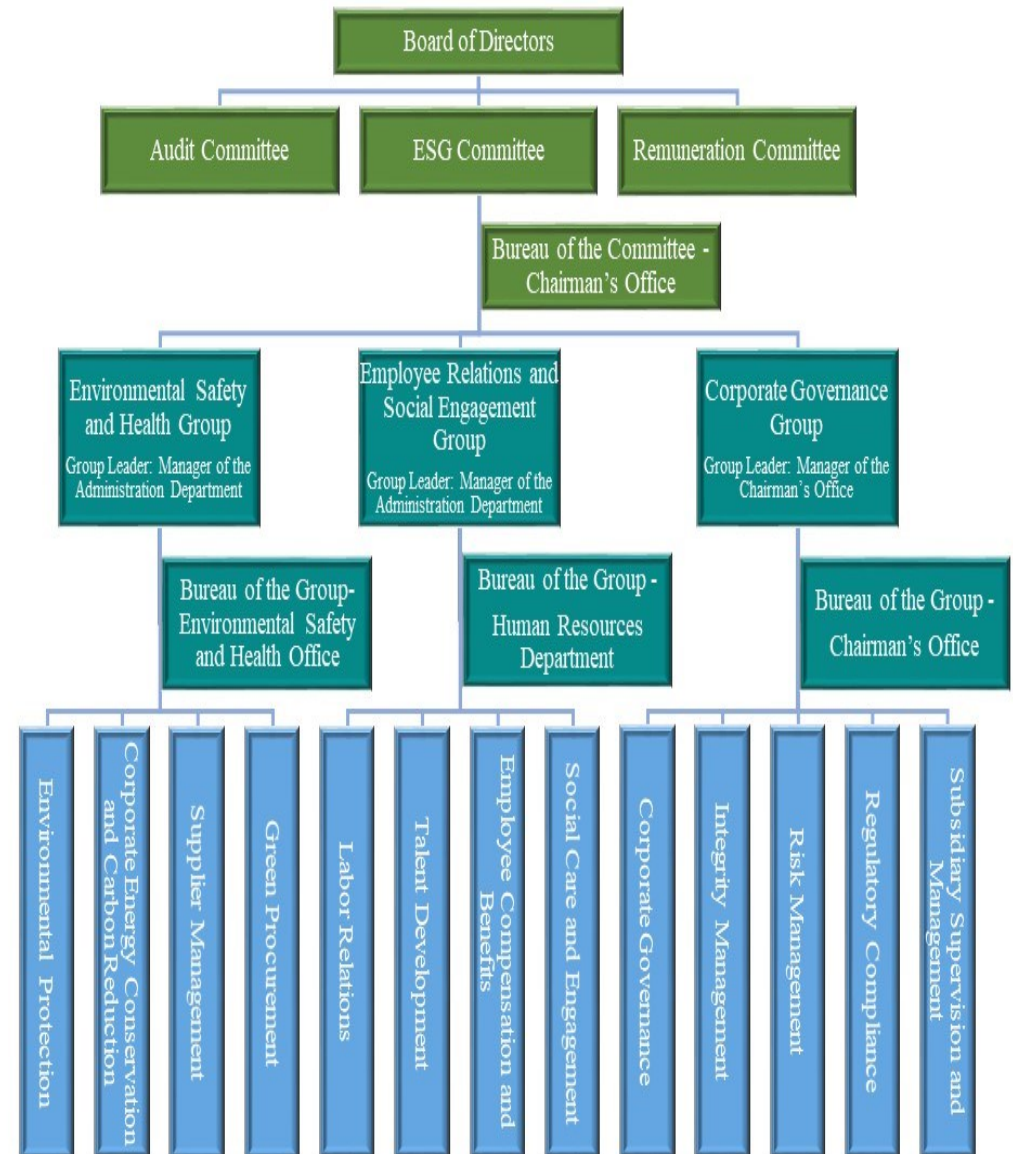 Board of Directors
Audit Committee
ESG Committee
Remuneration Committee
Bureau of the Committee -
Chairman’s Office
Environmental Safety
and Health Group
Group Leader: Manager of the
Administration Department
Employee Relations and
Social Engagement
Group
Group Leader: Manager of the
Administration Department
Corporate Governance
Group
Group Leader: Manager of the
Chairman’s Office
Bureau of the Group-
Environmental Safety
and Health Office
Bureau of the Group -
Human Resources
Department
Bureau of the Group -
Chairman’s Office
Environmental Protection
Corporate Energy Conservation
and Carbon Reduction
Supplier Management
Green Procurement
Labor Relations
Talent Development
Employee Compensation and
Benefits
Social Care and Engagement
Corporate Governance
Integrity Management
Risk Management
Regulatory Compliance
Subsidiary Supervision and
Management